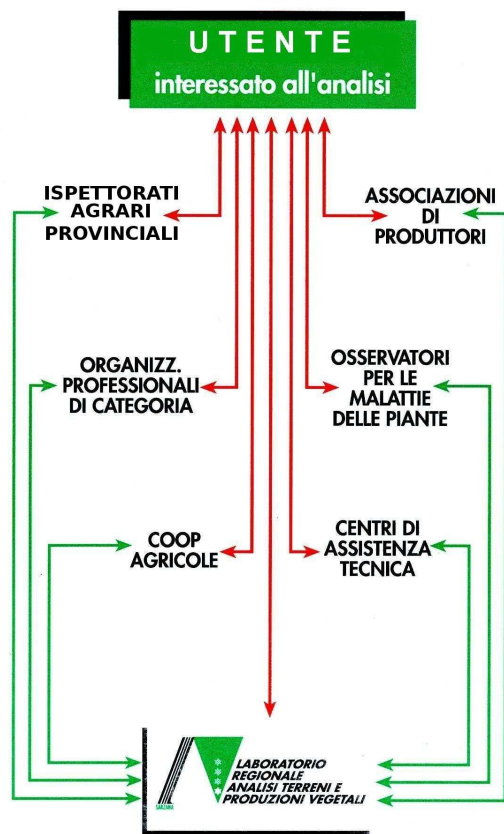 UTENTE
interessato all'analisi
ISPETTORATI
AGRARI
PROVINCIALI
ASSOCIAZIONI
DI
PRODUTTORI
ORGANIZZ.
PROFESSIONALI
DI CATEGORIA
OSSERVATORI
PER LE
MALATTIE
DELLE PIANTE
COOP
AGRICOLE
CENTRI DI
ASSISTENZA
TECNICA
SARZANA
LABORATORIO
REGIONALE
ANALISI TERRENI E
PRODUZIONI VEGETALI